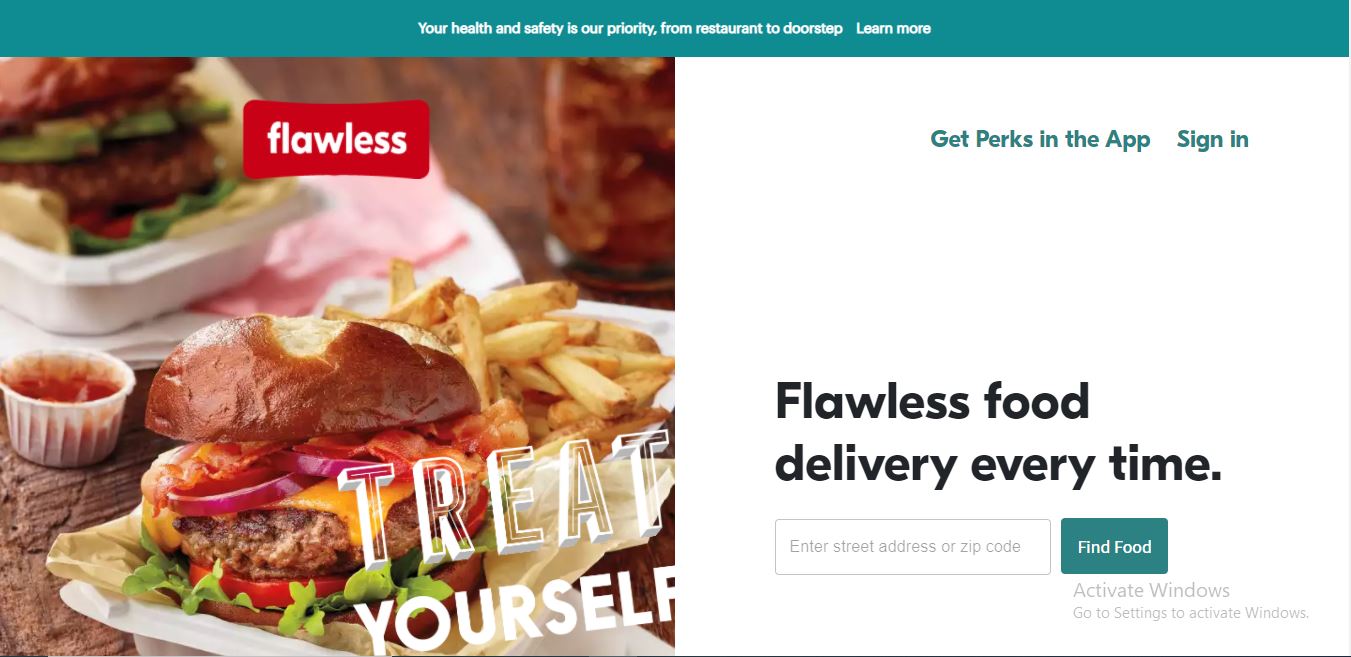 Your health and safety is our priority, from restaurant to doorstep Learn more
flawless
Get Perks in the App Sign in
TREAT
YOURSELF
Flawless food
delivery every time.
Enter street address or zip code
Find Food
Activate Windows
Go to Settings to activate Windows.